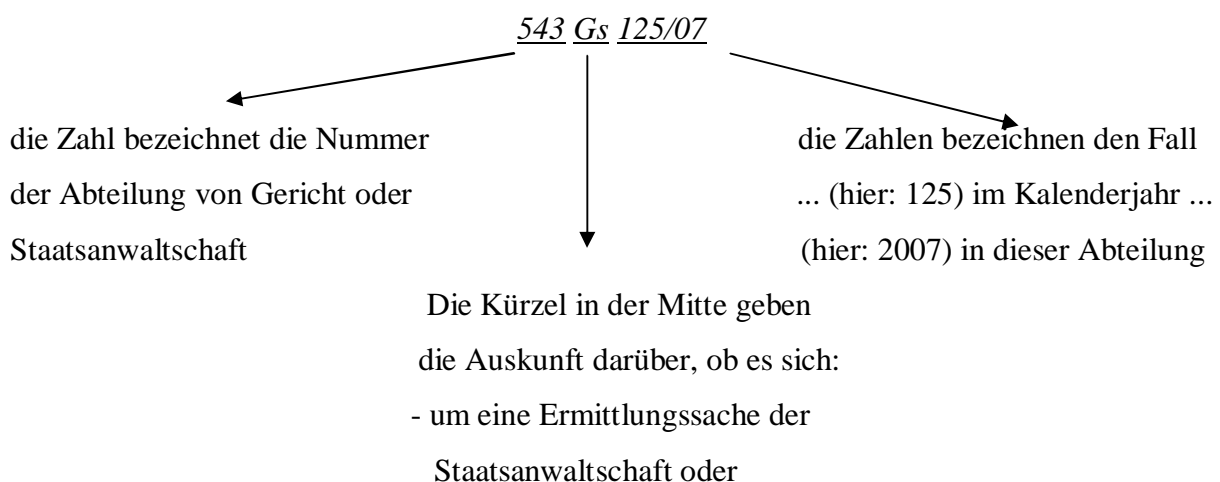 543 Gs 125/07
die Zahl bezeichnet die Nummer
der Abteilung von Gericht oder
Staatsanwaltschaft
die Zahlen bezeichnen den Fall
... (hier: 125) im Kalenderjahr ...
(hier: 2007) in dieser Abteilung
Die Kürzel in der Mitte geben
die Auskunft darüber, ob es sich:
- um eine Ermittlungssache der
Staatsanwaltschaft oder